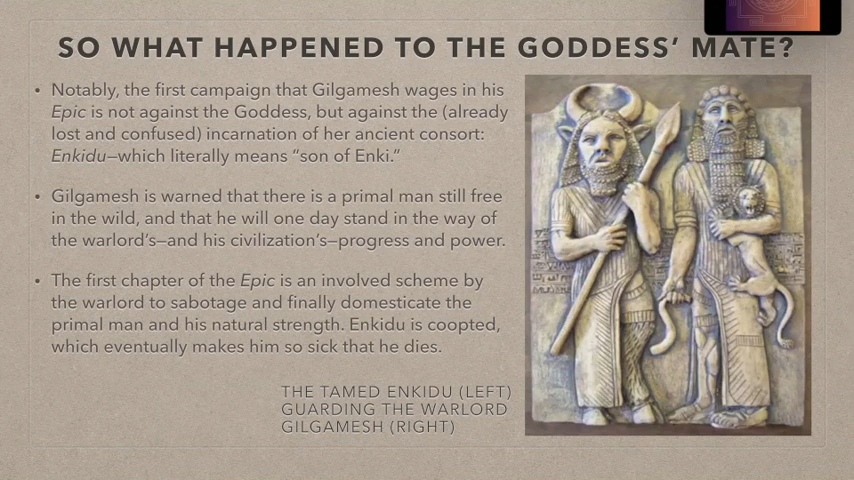 SO WHAT HAPPENED TO THE GODDESS’ MATE?
• Notably, the first campaign that Gilgamesh wages in his
Epic is not against the Goddess, but against the (already
lost and confused) incarnation of her ancient consort:
Enkidu—which literally means “son of Enki.”
• Gilgamesh is warned that there is a primal man still free
in the wild, and that he will one day stand in the way of
the warlord’s—and his civilization’s—progress and power.
• The first chapter of the Epic is an involved scheme by
the warlord to sabotage and finally domesticate the
primal man and his natural strength. Enkidu is coopted,
which eventually makes him so sick that he dies.
THE TAMED ENKIDU (LEFT)
GUARDING THE WARLORD
GILGAMESH (RIGHT)